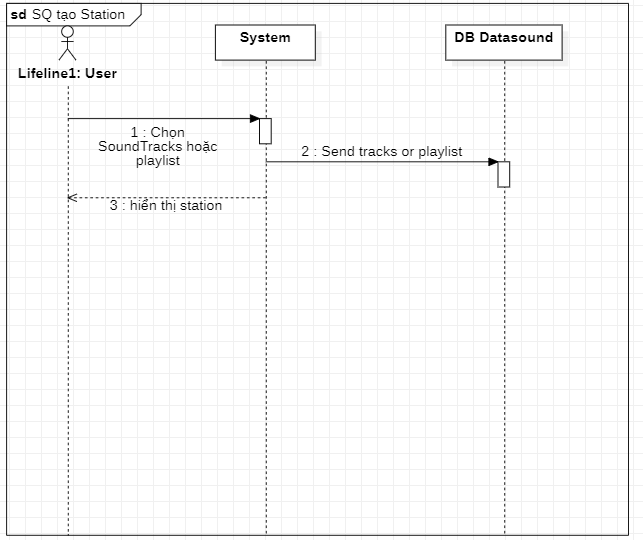 sd SQ tạo Station
System
DB Datasound
Lifeline1: User
1 : Chọn
SoundTracks hoặc
playlist
2 : Send tracks or playlist
3 : hiển thị station